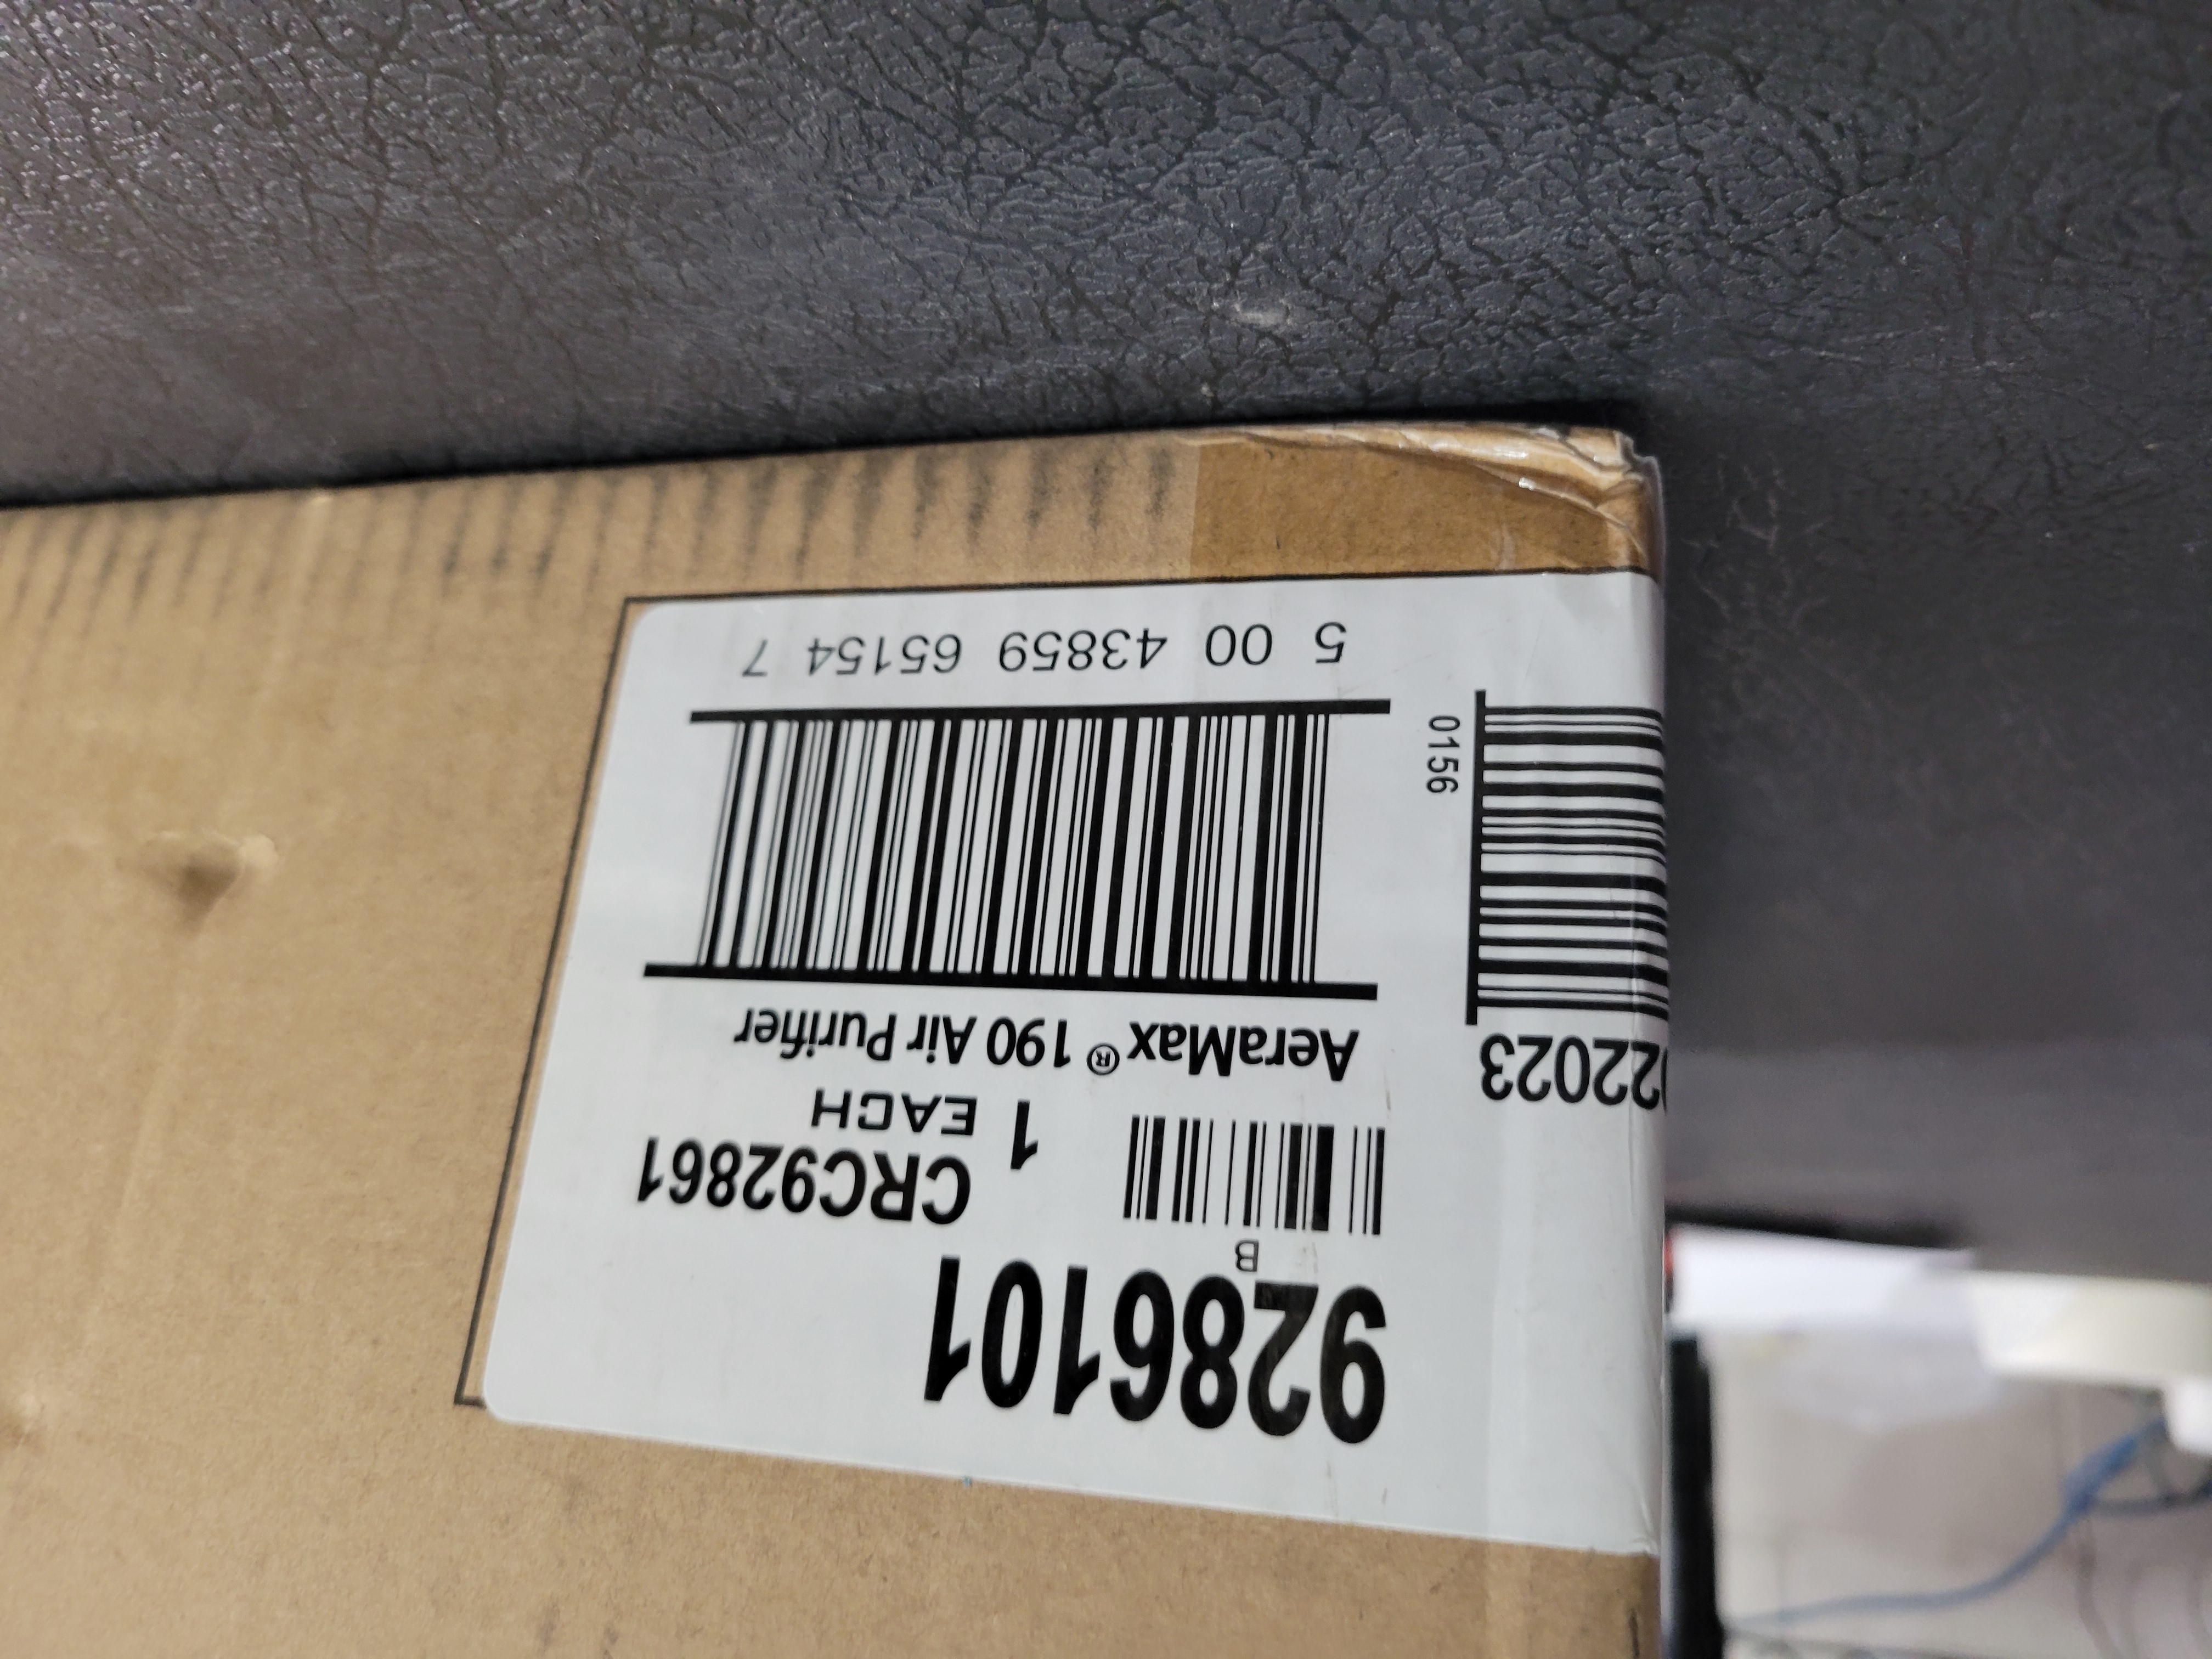 9286101
B
CRC92861
1 EACH
AeraMax® 190 Air Purifier
5 00 43859 65154 7
22023
0156